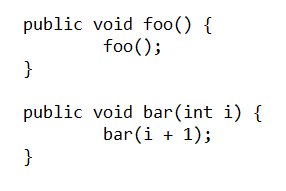 public void foo() {
        foo();
}

public void bar(int i) {
        bar(i + 1);
}